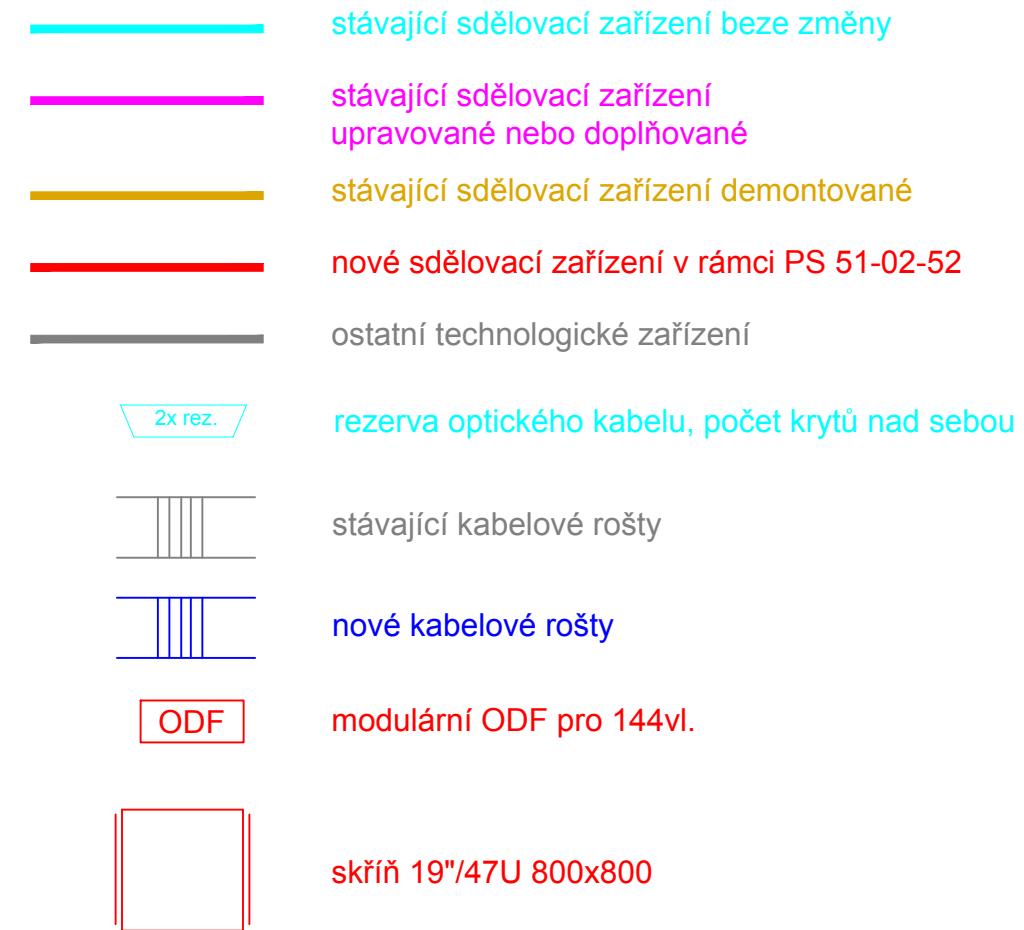 stávající sdělovací zařízení beze změny
stávající sdělovací zařízení
upravované nebo doplňované
stávající sdělovací zařízení demontované
nové sdělovací zařízení v rámci PS 51-02-52
ostatní technologické zařízení
2x rez. rezerva optického kabelu, počet krytů nad sebou
stávající kabelové rošty
nové kabelové rošty
ODF modulární ODF pro 144vl.
skříň 19"/47U 800x800